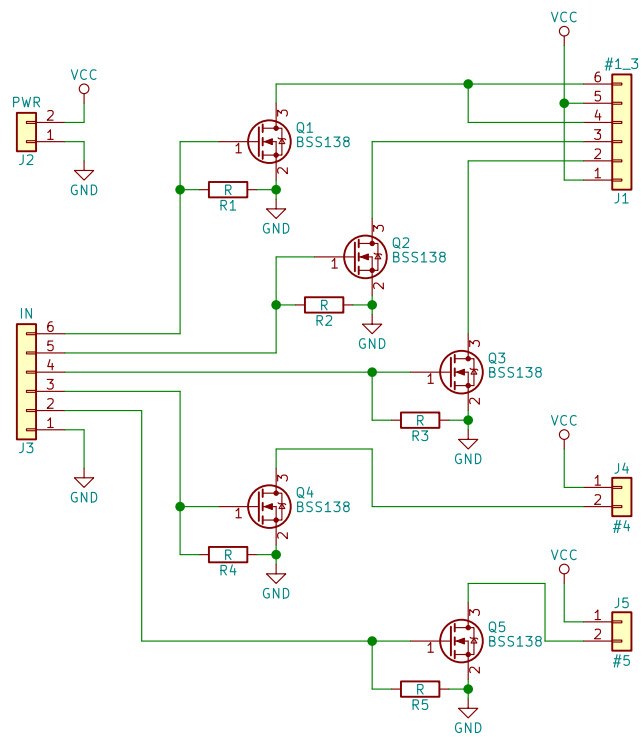 VCC
#1_3
VCC
6
PWR
5
2
Q1
4
BSS138
3
1
3
1
2
J2
1
2
R
1
GND
R1
J1
GND
3
Q2
BSS138
1
2
R
IN
R2
6
GND
5
3
Q3
4
BSS138
1
3
2
2
R
VCC
1
R3
J3
GND
J4
3
1
GND
Q4
2
BSS138
1
#4
2
R
VCC
R4
GND
J5
3
1
Q5
2
BSS138
1
#5
2
R
R5
GND